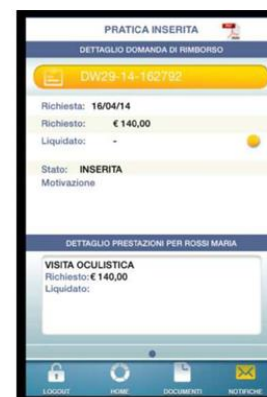 PRATICA INSERITA
DETTAGLIO DOMANDA DI RIMBORSO
DW29-14-162792
Richiesta: 16/04/14
Richiesto: € 140,00
Liquidato: -
Stato: INSERITA
Motivazione
DETTAGLIO PRESTAZIONI PER ROSSI MARIA
VISITA OCULISTICA
Richiesto: € 140,00
Liquidato:
LOGOUT HOME DOCUMENTI NOTIFICHE